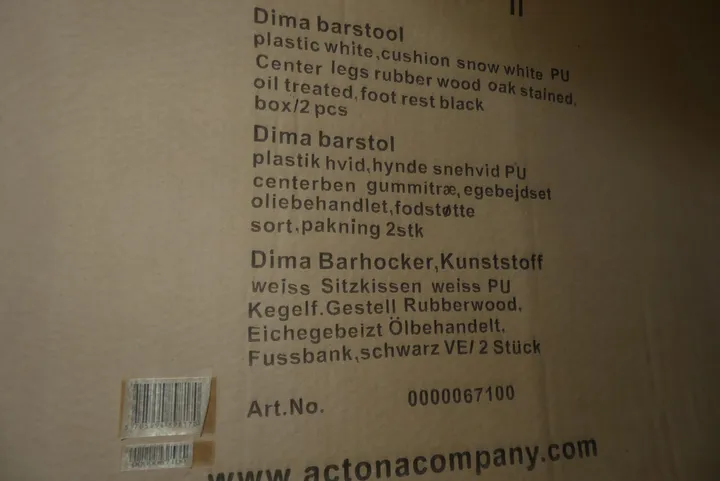 Dima barstool
plastic white,cushion snow white PU
Center legs rubber wood oak stained,
oil treated,foot rest black
box/2 pcs
Dima barstol
plastik hvid,hynde snehvid PU
centerben gummitræ,egebejdset
oliebehandlet,fodstøtte
sort,pakning 2stk
Dima Barhocker,Kunststoff
weiss Sitzkissen weiss PU
Kegelf.Gestell Rubberwood,
Eichegebeizt Ölbehandelt,
Fussbank,schwarz VE/ 2 Stück
Art.No. 0000067100
www.actonacompany.com